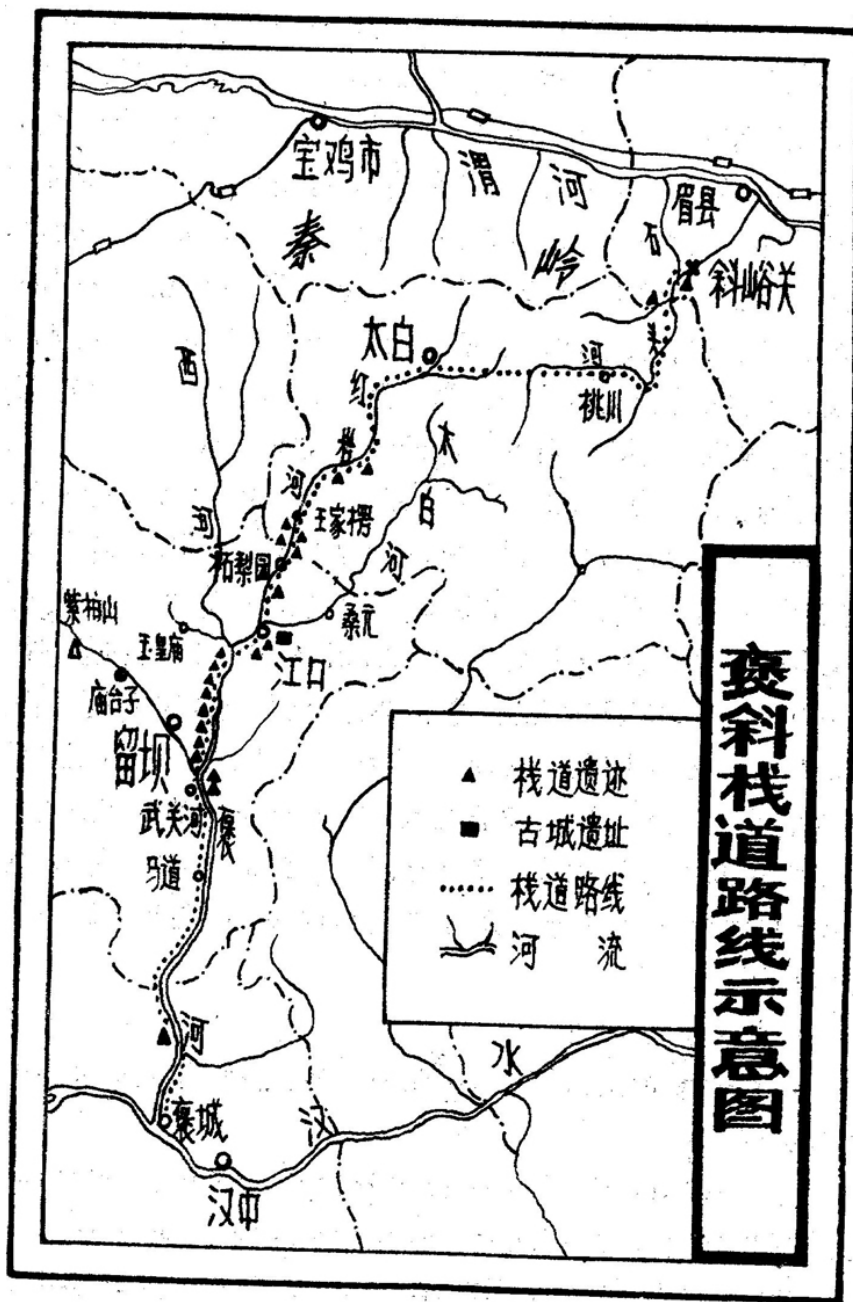 宝鸡市
渭河
眉县
秦岭
石头河
斜峪关
太白
桃川
西河
红岩河
太白河
王家楞
柘梨园
桑元
紫柏山
玉皇庙
江口
庙台子
留坝
武关河
马道
褒河
褒城
汉水
汉中
▲ 栈道遗迹
■ 古城遗址
栈道路线
河流
褒斜栈道路线示意图